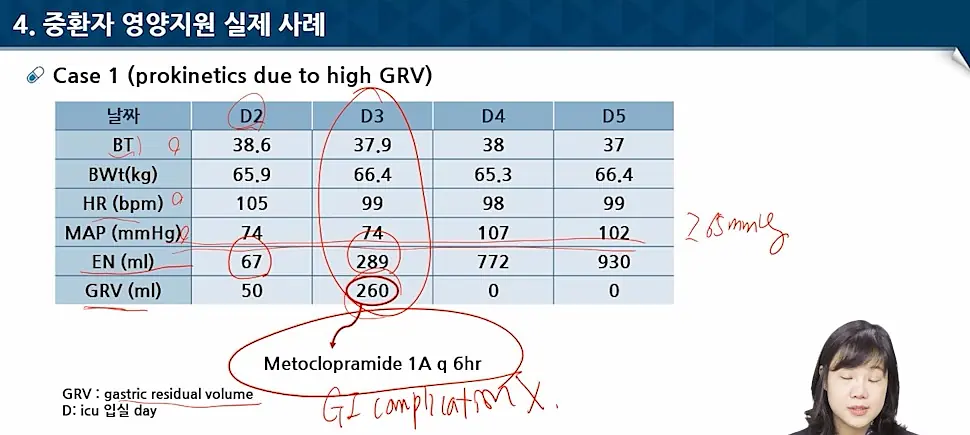 4. 중환자 영양지원 실제 사례
Case 1 (prokinetics due to high GRV)
날짜 D2 D3 D4 D5
BT 38.6 37.9 38 37
BWt(kg) 65.9 66.4 65.3 66.4
HR (bpm) 105 99 98 99
MAP (mmHg) 74 74 107 102
≥65mmHg
EN (ml) 67 289 772 930
GRV (ml) 50 260 0 0
Metoclopramide 1A q 6hr
GI complication X.
GRV : gastric residual volume
D: icu 입실 day